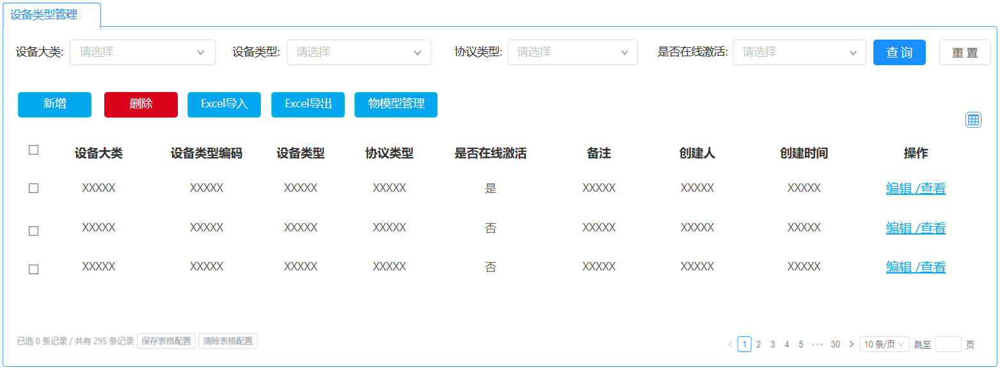 设备类型管理
设备大类: 请选择 设备类型: 请选择 协议类型: 请选择 是否在线激活: 请选择 查 询 重 置
新增 删除 Excel导入 Excel导出 物模型管理
设备大类 设备类型编码 设备类型 协议类型 是否在线激活 备注 创建人 创建时间 操作
XXXXX XXXXX XXXXX XXXXX 是 XXXXX XXXXX XXXXX 编辑 /查看
XXXXX XXXXX XXXXX XXXXX 否 XXXXX XXXXX XXXXX 编辑 /查看
XXXXX XXXXX XXXXX XXXXX 否 XXXXX XXXXX XXXXX 编辑 /查看
已选 0 条记录 / 共有 295 条记录 保存表格配置 清除表格配置 1 2 3 4 5 ••• 30 10 条/页 跳至 页